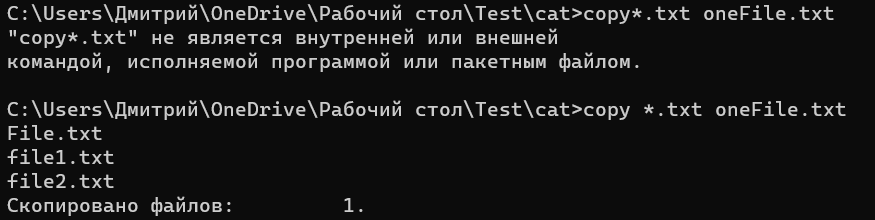 C:\Users\Дмитрий\OneDrive\Рабочий стол\Test\cat>copy*.txt oneFile.txt
"copy*.txt" не является внутренней или внешней
командой, исполняемой программой или пакетным файлом.
C:\Users\Дмитрий\OneDrive\Рабочий стол\Test\cat>copy *.txt oneFile.txt
File.txt
file1.txt
file2.txt
Скопировано файлов:         1.